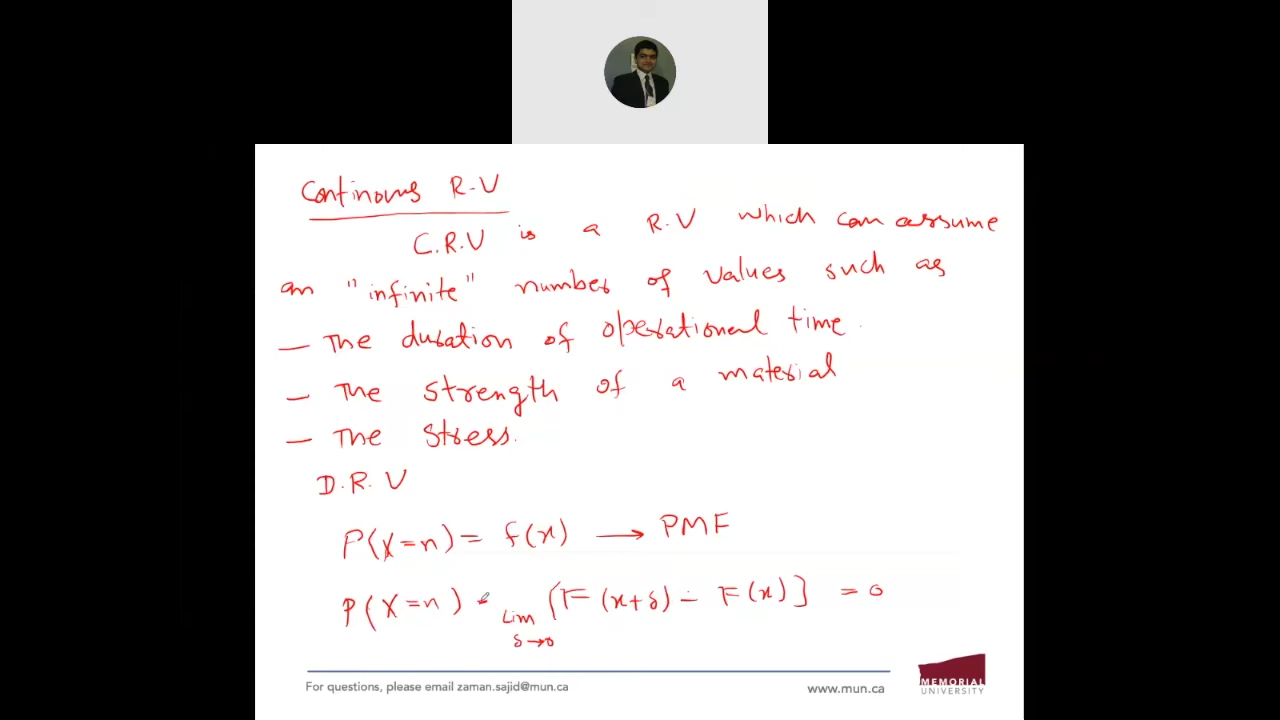 Continous R.V
C.R.V is a R.V which can assume
an "infinite" number of values such as
— The duration of operational time.
— The strength of a material
— The stress.
D.R.V
P(X=n) = f(x) → PMF
P(X=n) = Lim δ→0 [F(x+δ) - F(x)] = 0
For questions, please email zaman.sajid@mun.ca
www.mun.ca
MEMORIAL
UNIVERSITY